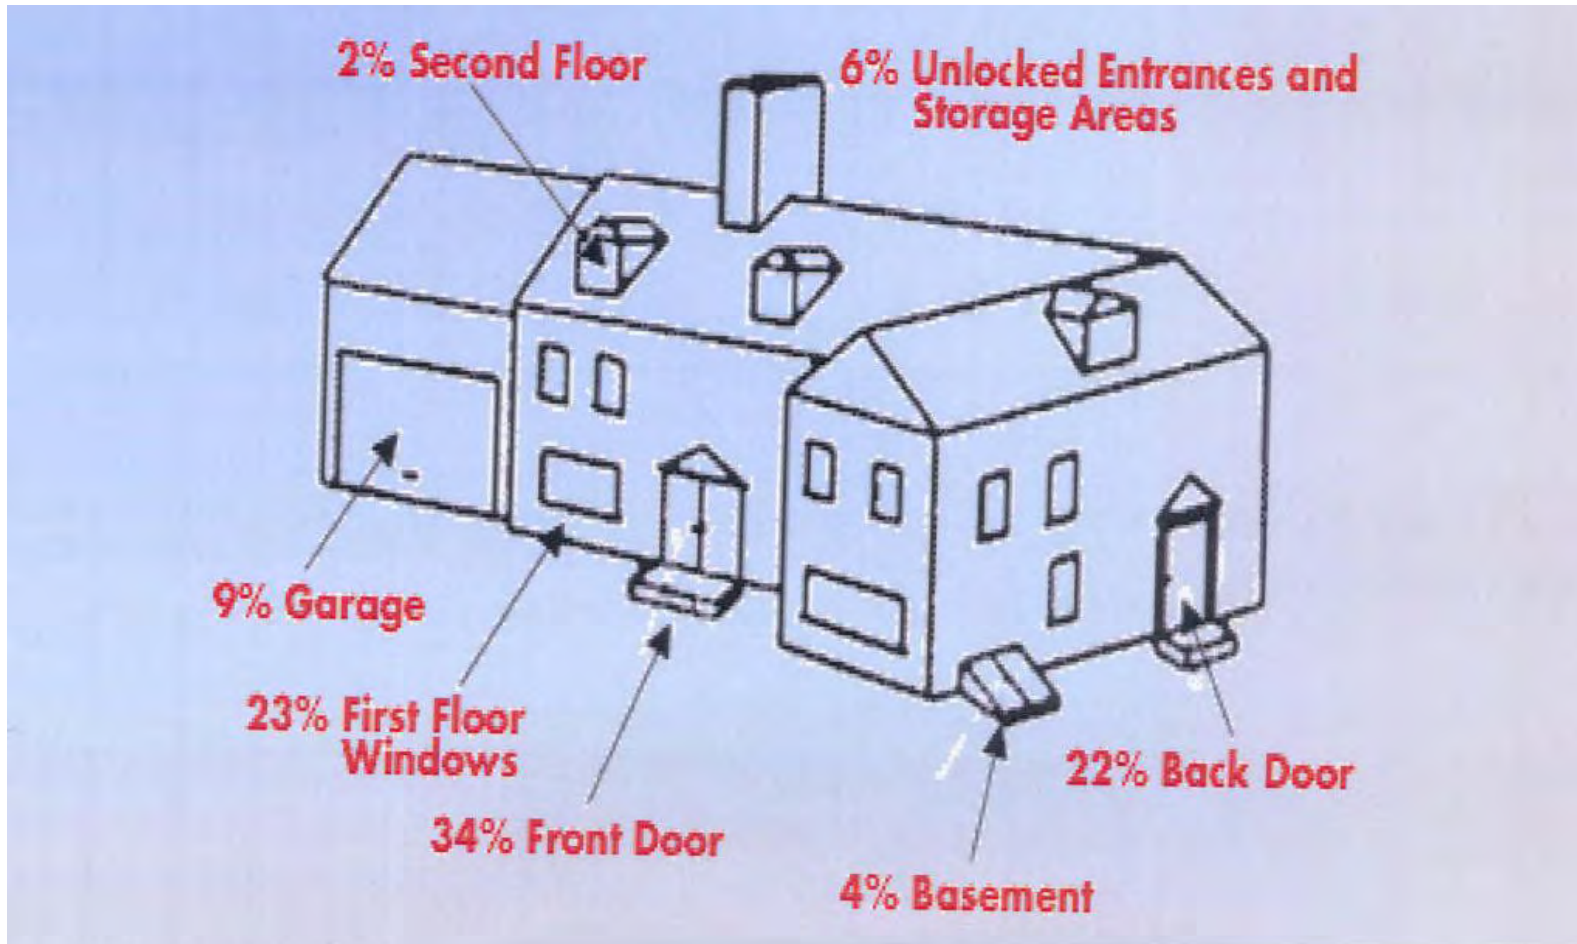 2% Second Floor
6% Unlocked Entrances and
Storage Areas
9% Garage
23% First Floor
Windows
34% Front Door
22% Back Door
4% Basement